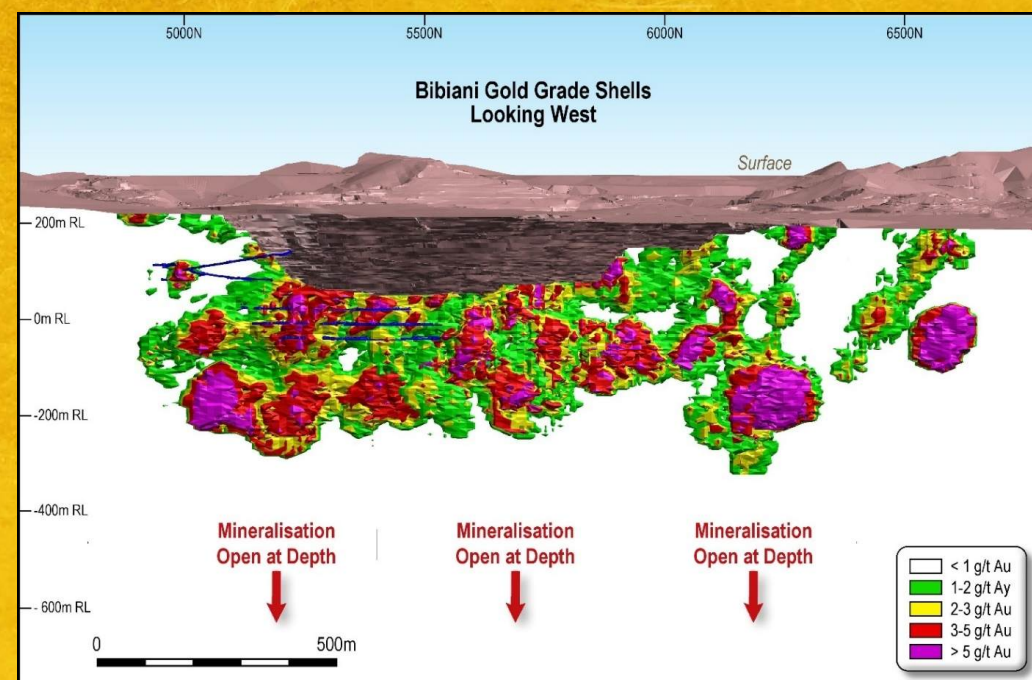 5000N 5500N 6000N 6500N
Bibiani Gold Grade Shells
Looking West
Surface
200m RL
0m RL
-200m RL
-400m RL
- 600m RL
Mineralisation
Open at Depth
Mineralisation
Open at Depth
Mineralisation
Open at Depth
0 500m
< 1 g/t Au
1-2 g/t Ay
2-3 g/t Au
3-5 g/t Au
> 5 g/t Au